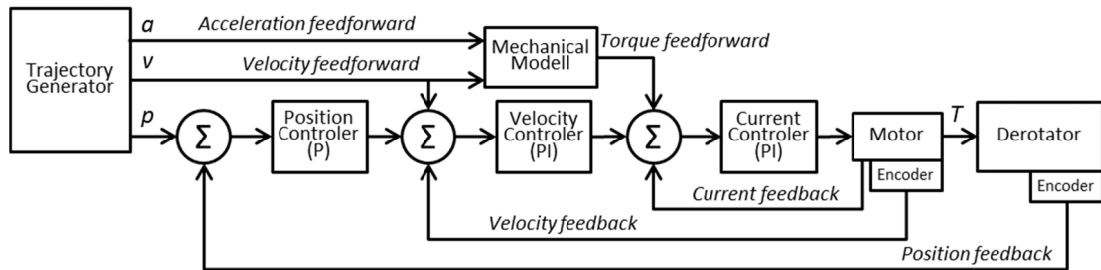 a
Acceleration feedforward
v
Velocity feedforward
Mechanical
Modell
Torque feedforward
Trajectory
Generator
p
Σ
Position
Controler
(P)
Σ
Velocity
Controler
(PI)
Σ
Current
Controler
(PI)
Motor
T
Derotator
Encoder
Encoder
Current feedback
Velocity feedback
Position feedback